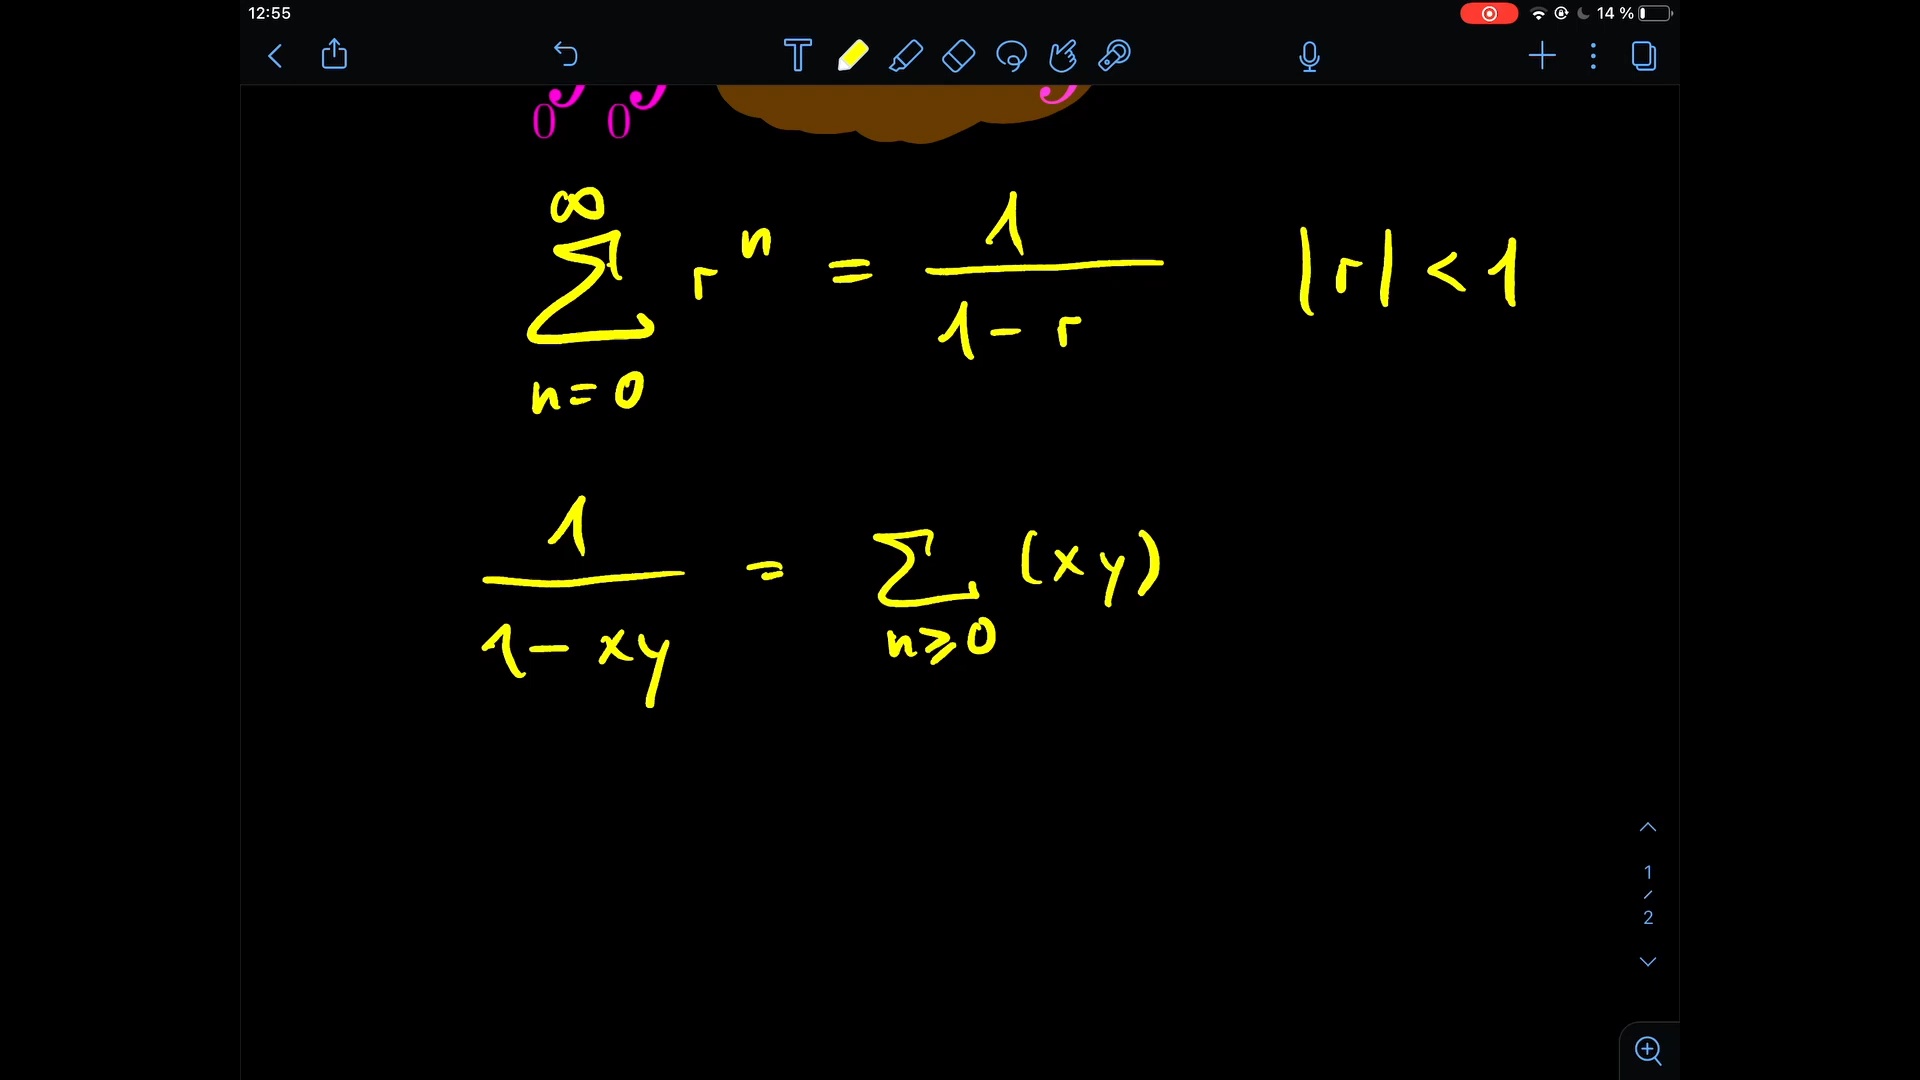 12:55
14 %
0 0
∞
∑ rⁿ = 1 / (1 - r) |r| < 1
n = 0
1 / (1 - xy) = ∑ (xy)
n ⩾ 0
1
/
2